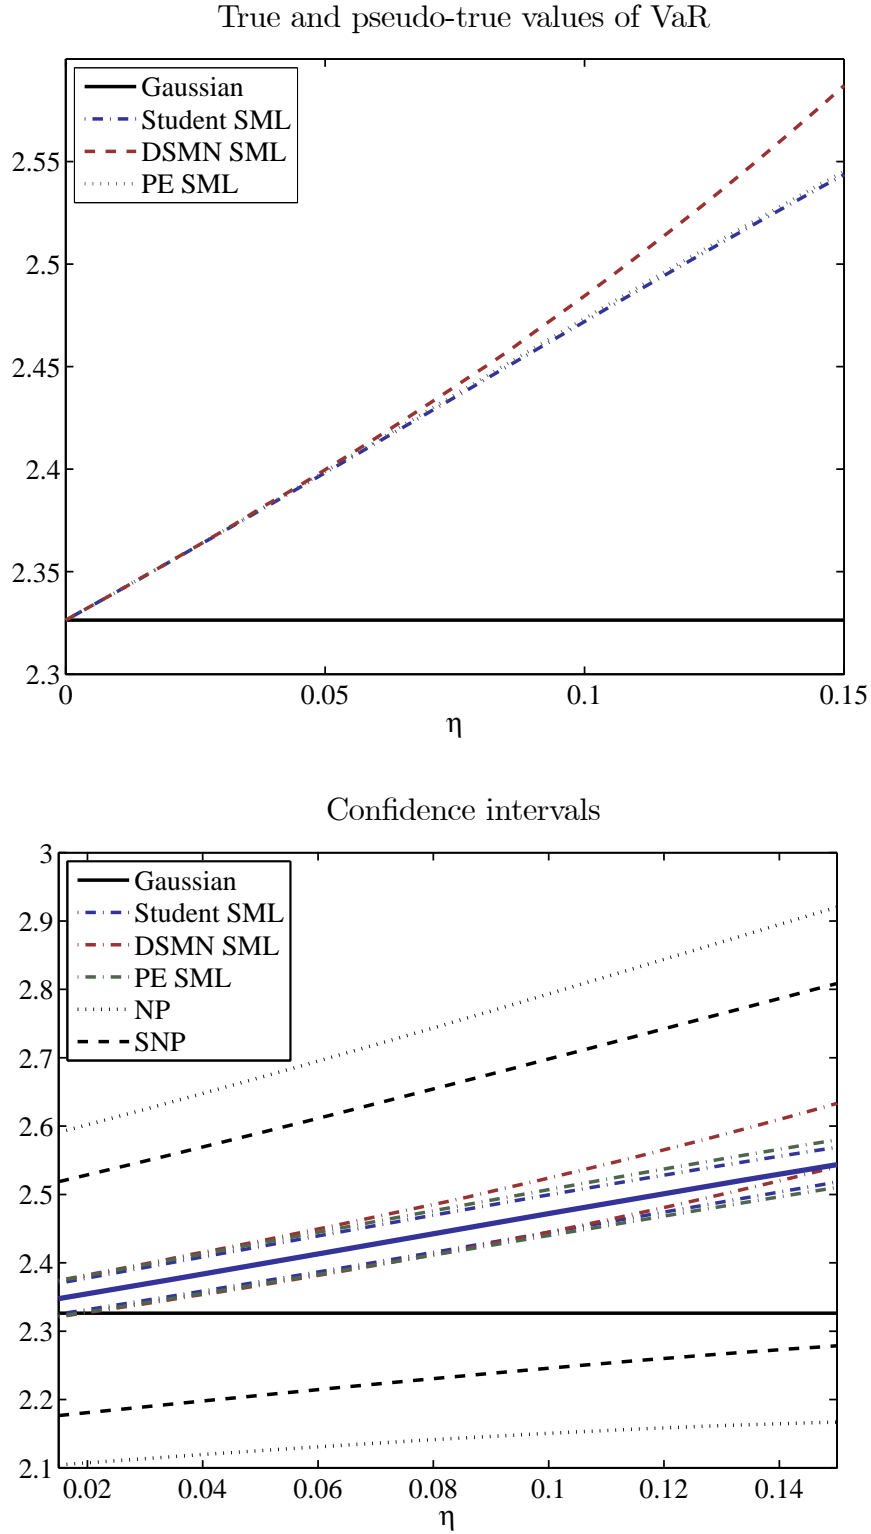 True and pseudo-true values of VaR
Gaussian
Student SML
DSMN SML
PE SML
2.55
2.5
2.45
2.4
2.35
2.3
0 0.05 0.1 0.15
η
Confidence intervals
3
Gaussian
Student SML
DSMN SML
PE SML
NP
SNP
2.9
2.8
2.7
2.6
2.5
2.4
2.3
2.2
2.1
0.02 0.04 0.06 0.08 0.1 0.12 0.14
η